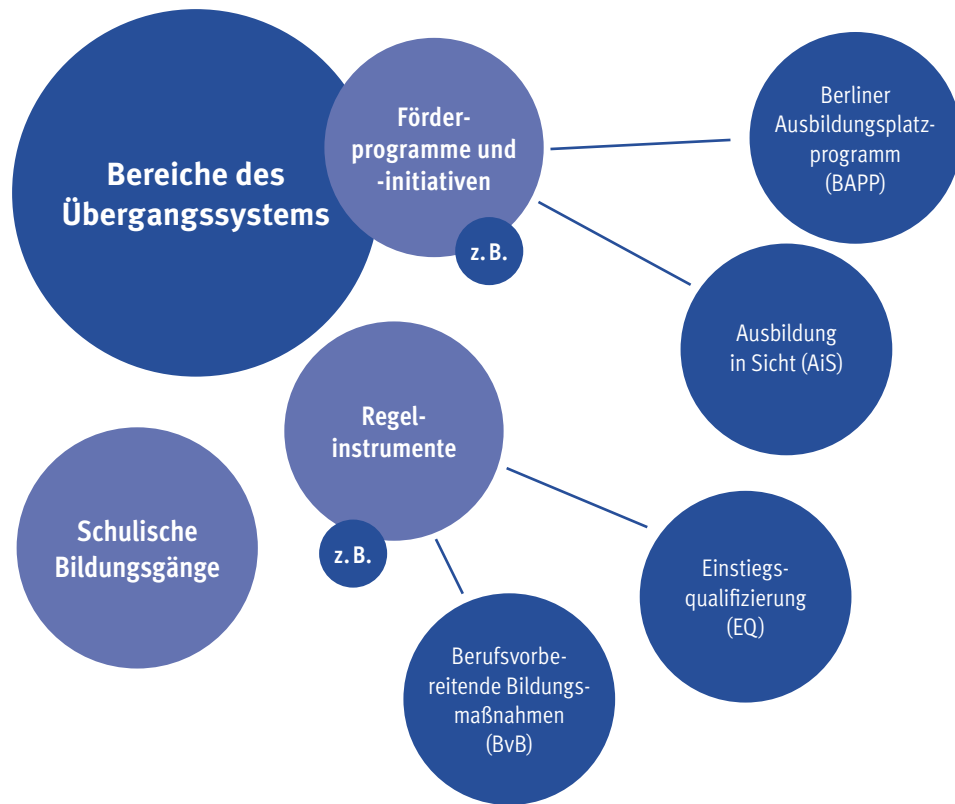 Bereiche des
Übergangssystems
Förder-
programme und
-initiativen
z. B.
Berliner
Ausbildungsplatz-
programm
(BAPP)
Ausbildung
in Sicht (AiS)
Regel-
instrumente
z. B.
Einstiegs-
qualifizierung
(EQ)
Berufsvorbe-
reitende Bildungs-
maßnahmen
(BvB)
Schulische
Bildungsgänge